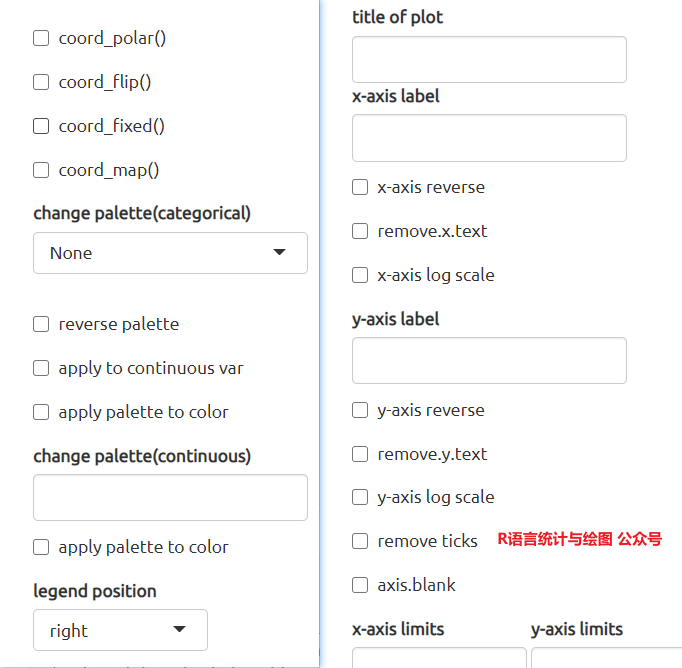 coord_polar()
coord_flip()
coord_fixed()
coord_map()
change palette(categorical)
None
reverse palette
apply to continuous var
apply palette to color
change palette(continuous)
apply palette to color
legend position
right
title of plot
x-axis label
x-axis reverse
remove.x.text
x-axis log scale
y-axis label
y-axis reverse
remove.y.text
y-axis log scale
remove ticks
R语言统计与绘图 公众号
axis.blank
x-axis limits
y-axis limits